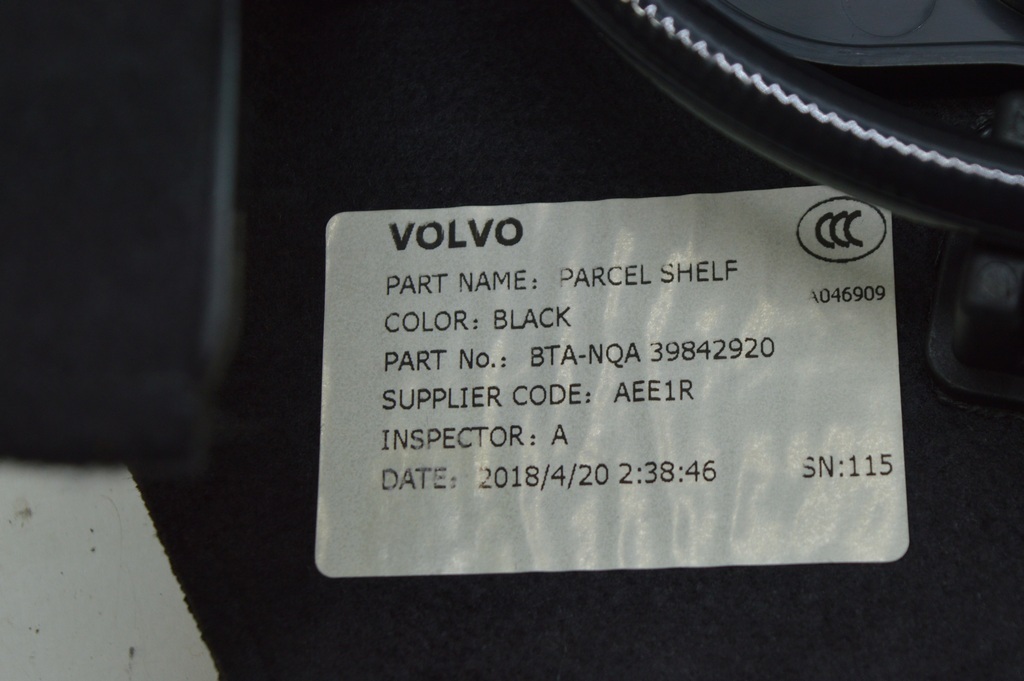 VOLVO
CCC
PART NAME: PARCEL SHELF
A046909
COLOR: BLACK
PART No.: BTA-NQA 39842920
SUPPLIER CODE: AEE1R
INSPECTOR: A
DATE: 2018/4/20 2:38:46 SN:115